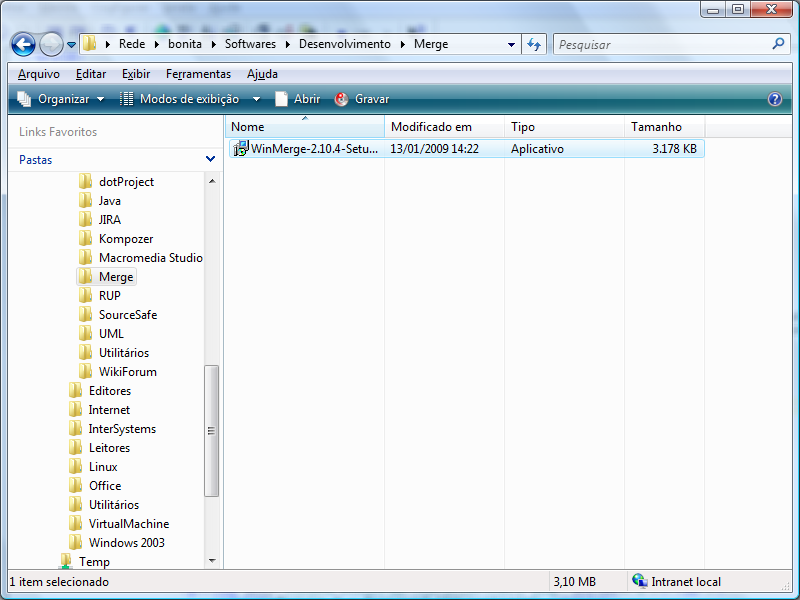 Rede bonita Softwares Desenvolvimento Merge Pesquisar
Arquivo Editar Exibir Ferramentas Ajuda
Organizar Modos de exibição Abrir Gravar
Links Favoritos
Pastas
dotProject
Java
JIRA
Kompozer
Macromedia Studio
Merge
RUP
SourceSafe
UML
Utilitários
WikiForum
Editores
Internet
InterSystems
Leitores
Linux
Office
Utilitários
VirtualMachine
Windows 2003
Temp
Nome Modificado em Tipo Tamanho
WinMerge-2.10.4-Setu... 13/01/2009 14:22 Aplicativo 3.178 KB
1 item selecionado 3,10 MB Intranet local